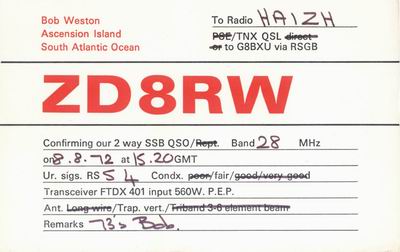 Bob Weston
Ascension Island
South Atlantic Ocean
To Radio HA1ZH
PSE/TNX QSL direct
or to G8BXU via RSGB
ZD8RW
Confirming our 2 way SSB QSO/Rept. Band 28 MHz
on 8.8.72 at 15.20 GMT
Ur. sigs. RS 54 Condx. poor/fair/good/very good
Transceiver FTDX 401 input 560W. P.E.P.
Ant. Long wire/Trap. vert./Triband 3-6 element beam
Remarks 73's Bob.